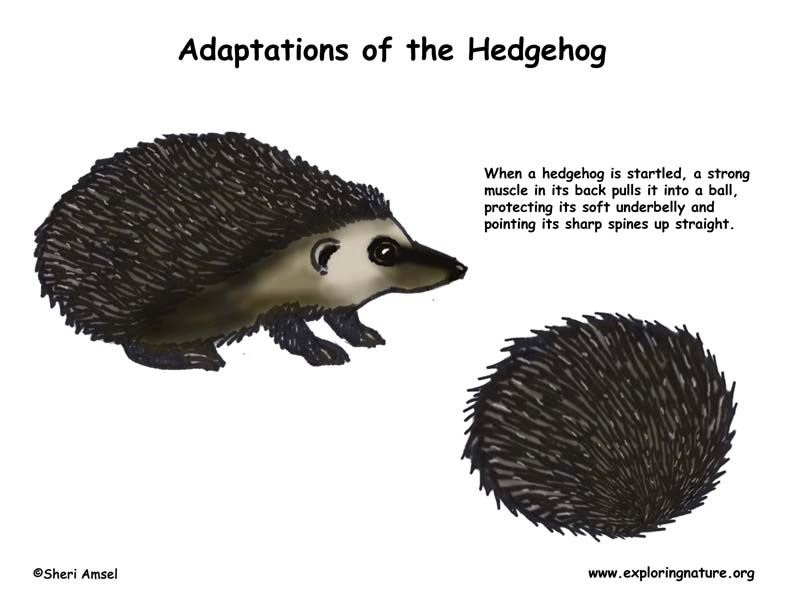 Adaptations of the Hedgehog
When a hedgehog is startled, a strong
muscle in its back pulls it into a ball,
protecting its soft underbelly and
pointing its sharp spines up straight.
©Sheri Amsel
www.exploringnature.org